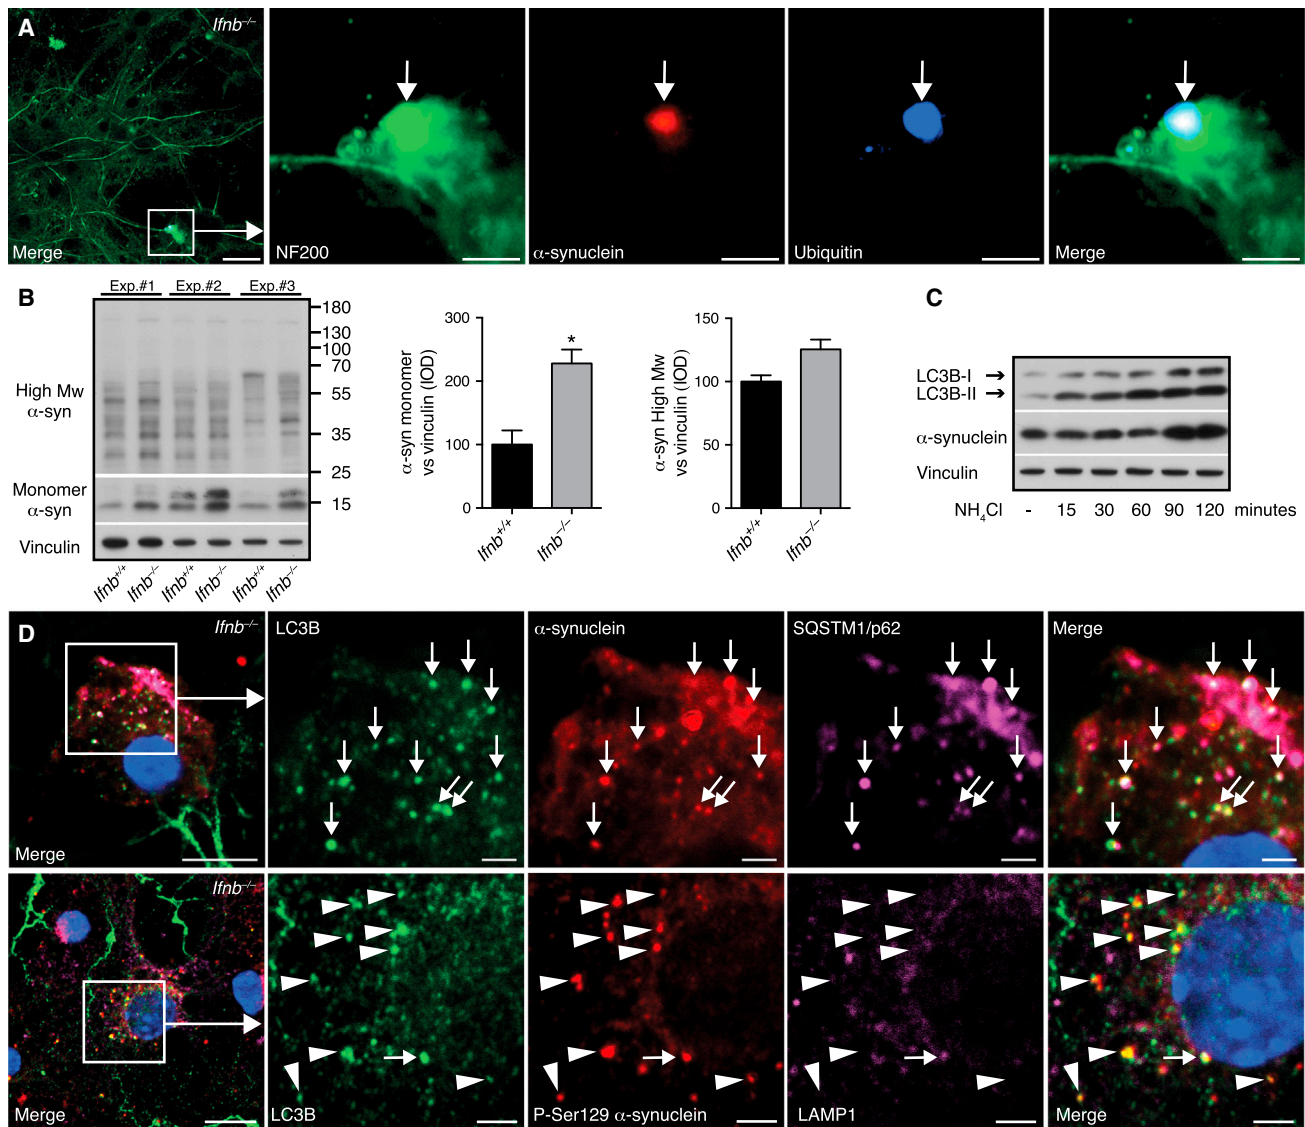 A
Ifnb–/–
Merge
NF200
α-synuclein
Ubiquitin
Merge
B
Exp.#1 Exp.#2 Exp.#3
180
130
100
70
55
35
25
15
High Mw
α-syn
Monomer
α-syn
Vinculin
Ifnb+/+ Ifnb–/– Ifnb+/+ Ifnb–/– Ifnb+/+ Ifnb–/–
α-syn monomer
vs vinculin (IOD)
300
200
100
0
*
Ifnb+/+ Ifnb–/–
α-syn High Mw
vs vinculin (IOD)
150
100
50
0
Ifnb+/+ Ifnb–/–
C
LC3B-I
LC3B-II
α-synuclein
Vinculin
NH4Cl - 15 30 60 90 120 minutes
D
Ifnb–/–
Merge
LC3B
α-synuclein
SQSTM1/p62
Merge
Ifnb–/–
Merge
LC3B
P-Ser129 α-synuclein
LAMP1
Merge